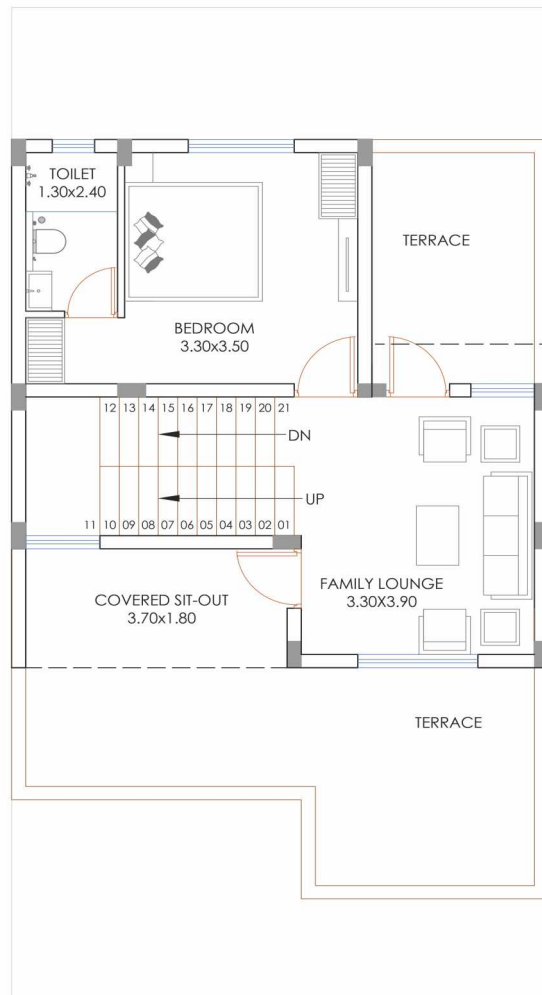 TOILET
1.30x2.40
TERRACE
BEDROOM
3.30x3.50
12 13 14 15 16 17 18 19 20 21
DN
UP
11 10 09 08 07 06 05 04 03 02 01
FAMILY LOUNGE
3.30X3.90
COVERED SIT-OUT
3.70x1.80
TERRACE